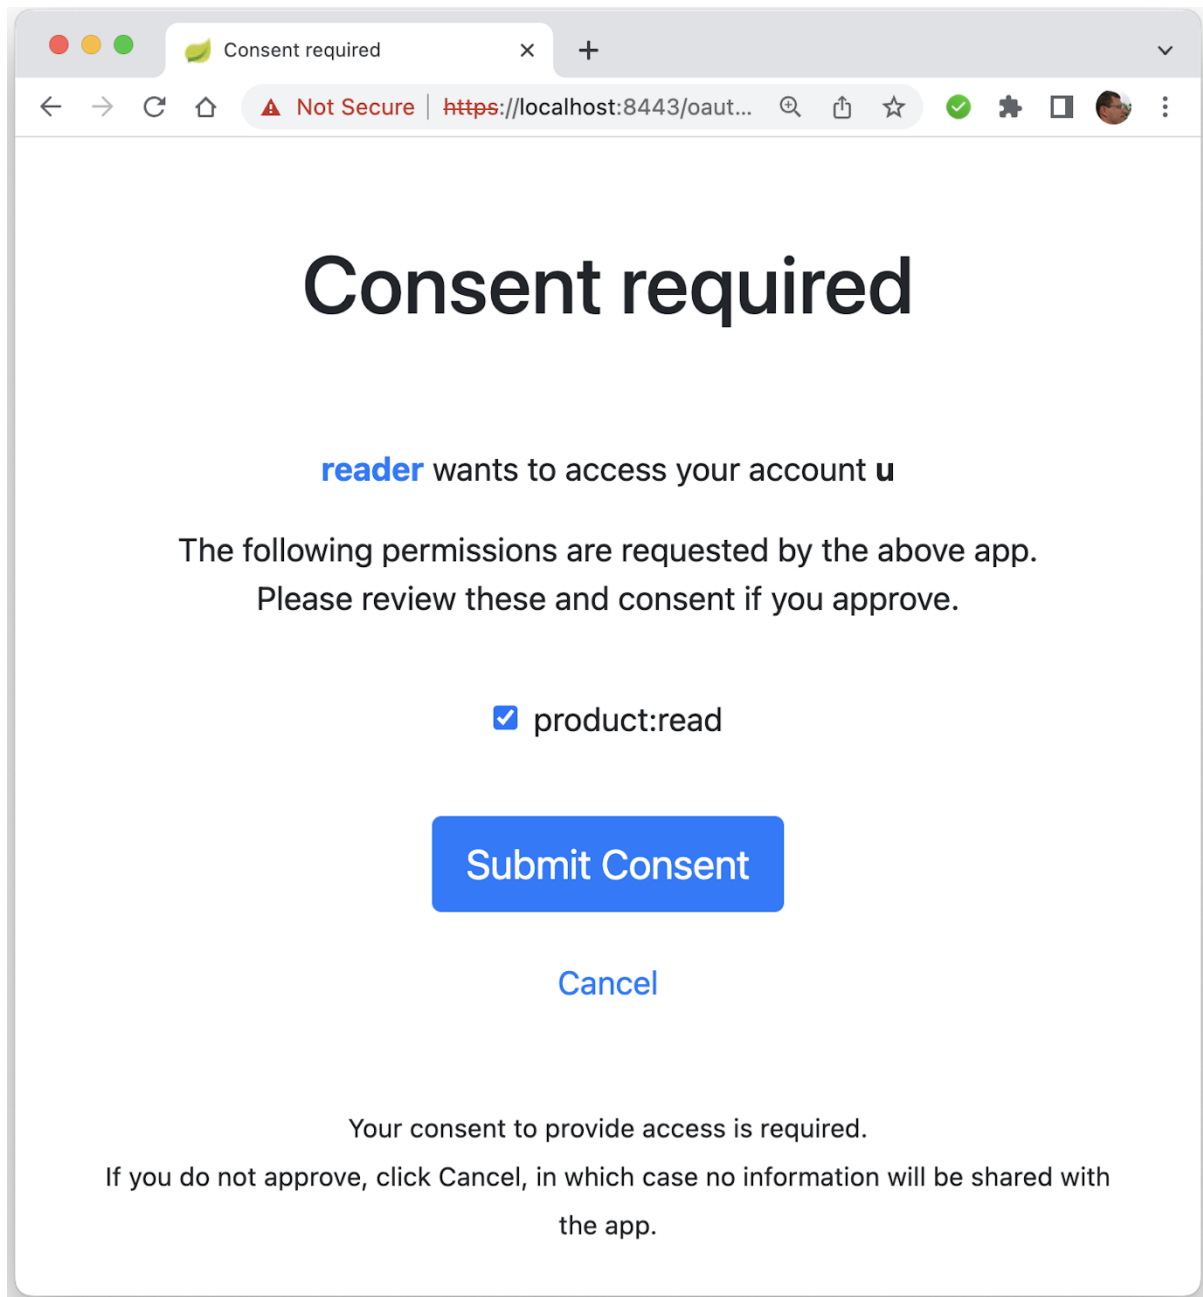 Consent required
Not Secure | https://localhost:8443/oaut...
Consent required
reader wants to access your account u
The following permissions are requested by the above app.
Please review these and consent if you approve.
product:read
Submit Consent
Cancel
Your consent to provide access is required.
If you do not approve, click Cancel, in which case no information will be shared with
the app.